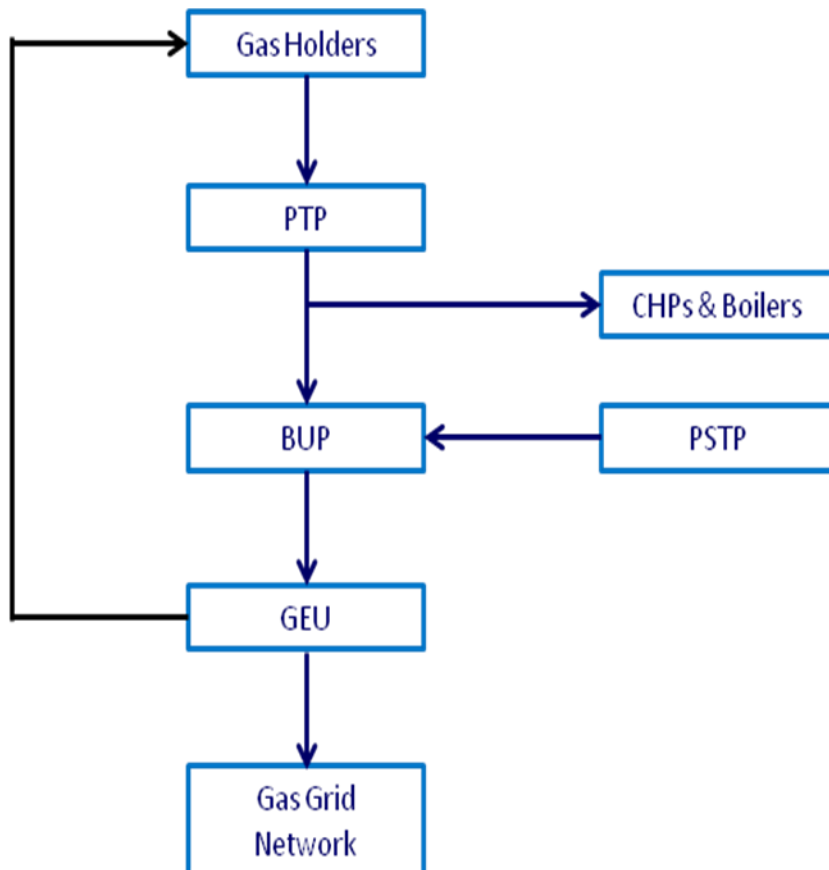 Gas Holders
PTP
CHPs & Boilers
BUP
PSTP
GEU
Gas Grid
Network